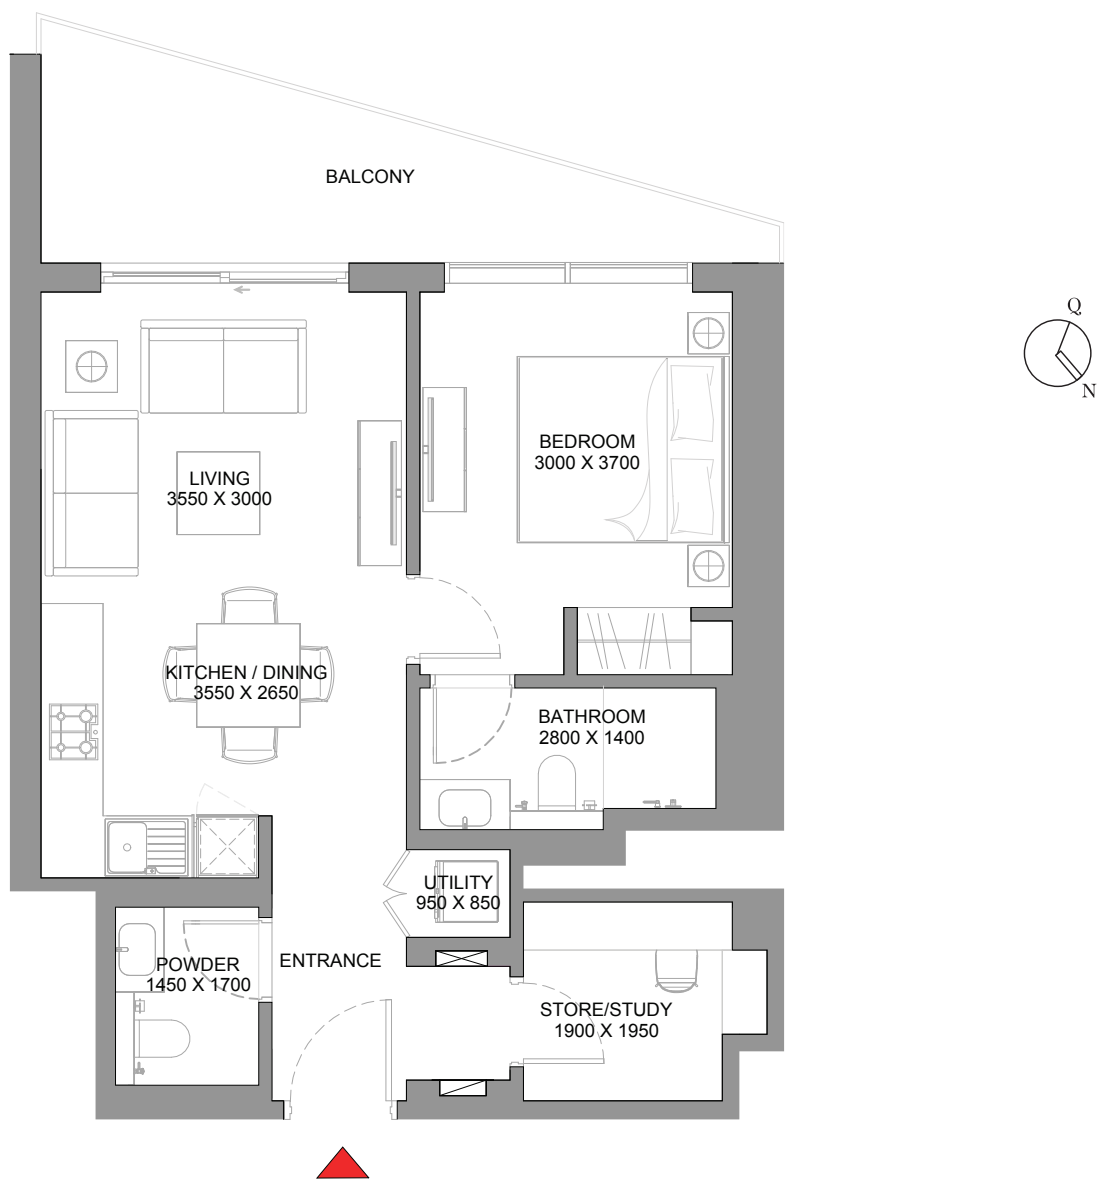 BALCONY
Q
N
BEDROOM
3000 X 3700
LIVING
3550 X 3000
KITCHEN / DINING
3550 X 2650
BATHROOM
2800 X 1400
UTILITY
950 X 850
ENTRANCE
POWDER
1450 X 1700
STORE/STUDY
1900 X 1950